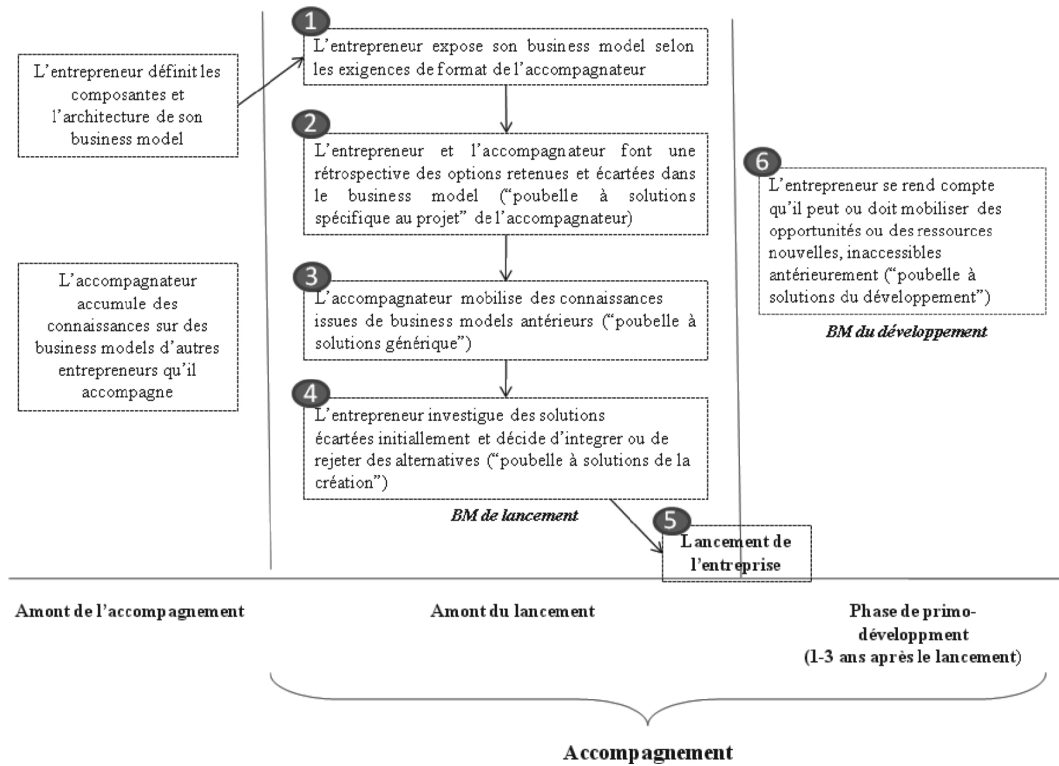 L'entrepreneur définit les
composantes et
l'architecture de son
business model
L'accompagnateur
accumule des
connaissances sur des
business models d'autres
entrepreneurs qu'il
accompagne
1
L'entrepreneur expose son business model selon
les exigences de format de l'accompagnateur
2
L'entrepreneur et l'accompagnateur font une
rétrospective des options retenues et écartées dans
le business model ("poubelle à solutions
spécifique au projet" de l'accompagnateur)
3
L'accompagnateur mobilise des connaissances
issues de business models antérieurs ("poubelle à
solutions générique")
4
L'entrepreneur investigue des solutions
écartées initiallement et décide d'integrer ou de
rejeter des alternatives ("poubelle à solutions de la
création")
BM de lancement
5
Lancement de
l'entreprise
6
L'entrepreneur se rend compte
qu'il peut ou doit mobiliser des
opportunités ou des ressources
nouvelles, inaccessibles
antérieurement ("poubelle à
solutions du développement")
BM du développement
Amont de l'accompagnement
Amont du lancement
Phase de primo-
développment
(1-3 ans après le lancement)
Accompagnement